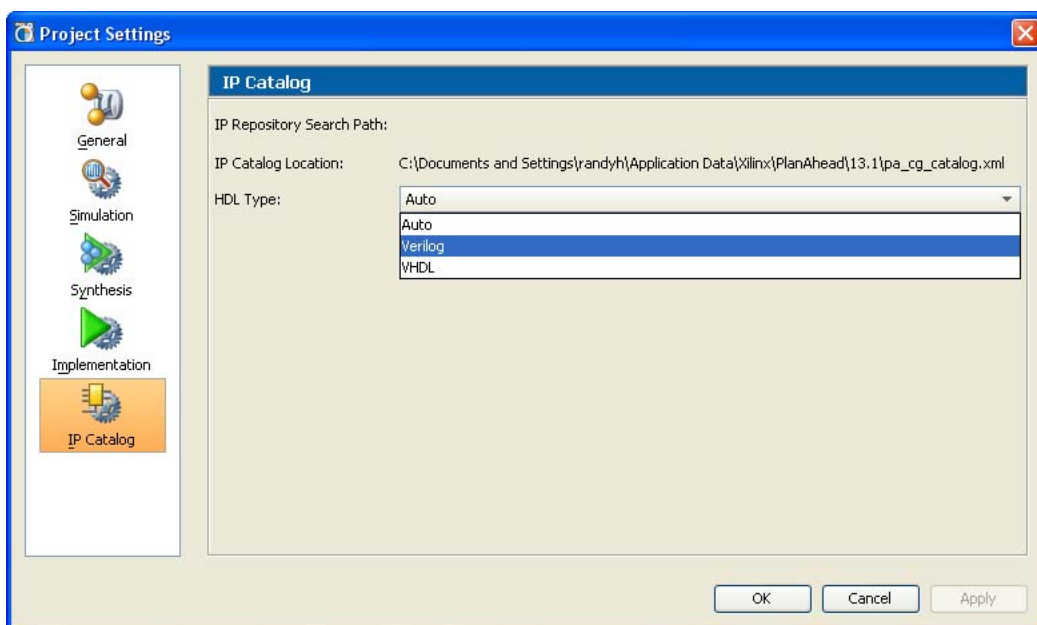 Project Settings
General
Simulation
Synthesis
Implementation
IP Catalog
IP Catalog
IP Repository Search Path:
IP Catalog Location: C:\Documents and Settings\randyh\Application Data\Xilinx\PlanAhead\13.1\pa_cg_catalog.xml
HDL Type: Auto
Auto
Verilog
VHDL
OK Cancel Apply